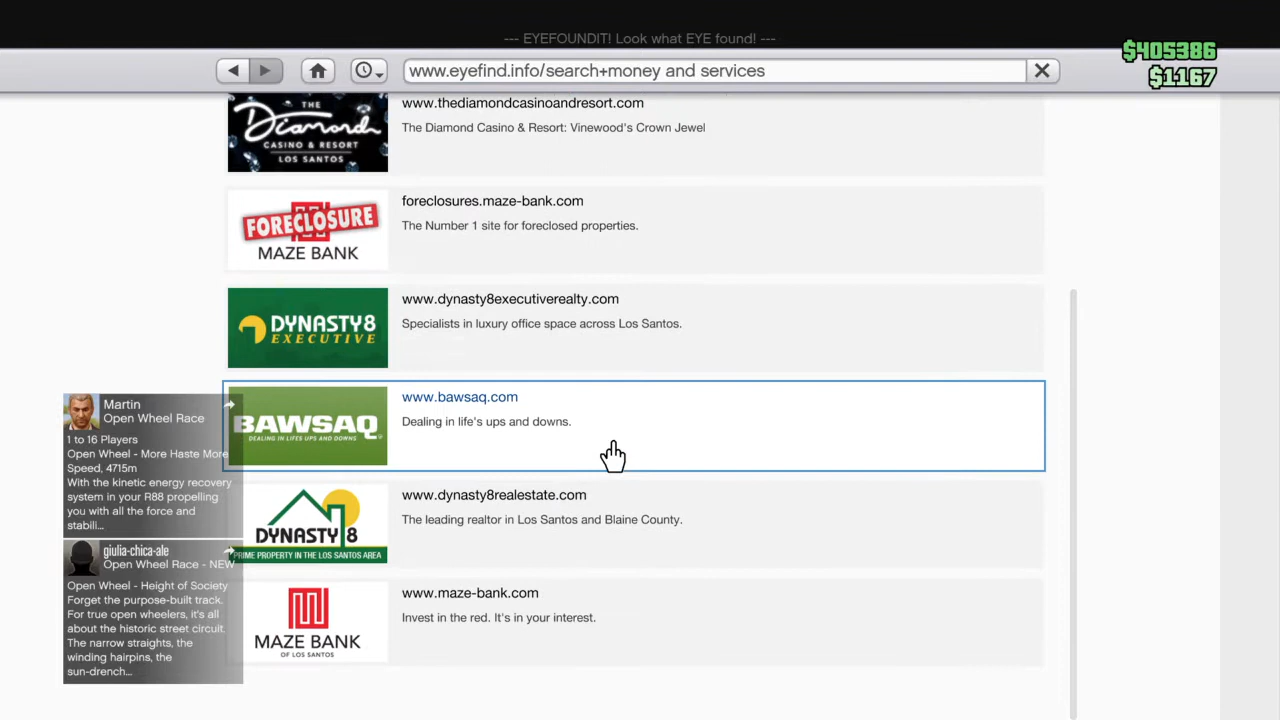 --- EYEFOUNDIT! Look what EYE found! ---
$405386
$1167
www.eyefind.info/search+money and services
THE
Diamond
CASINO & RESORT
LOS SANTOS
www.thediamondcasinoandresort.com
The Diamond Casino & Resort: Vinewood's Crown Jewel
FORECLOSURE
MAZE BANK
foreclosures.maze-bank.com
The Number 1 site for foreclosed properties.
DYNASTY8
EXECUTIVE
www.dynasty8executiverealty.com
Specialists in luxury office space across Los Santos.
BAWSAQ
DEALING IN LIFES UPS AND DOWNS
www.bawsaq.com
Dealing in life's ups and downs.
Martin
Open Wheel Race
1 to 16 Players
Open Wheel - More Haste More
Speed, 4715m
With the kinetic energy recovery
system in your R88 propelling
you with all the force and
stabili...
DYNASTY 8
PRIME PROPERTY IN THE LOS SANTOS AREA
www.dynasty8realestate.com
The leading realtor in Los Santos and Blaine County.
giulia-chica-ale
Open Wheel Race - NEW
Open Wheel - Height of Society
Forget the purpose-built track.
For true open wheelers, it's all
about the historic street circuit.
The narrow straights, the
winding hairpins, the
sun-drench...
MAZE BANK
OF LOS SANTOS
www.maze-bank.com
Invest in the red. It's in your interest.